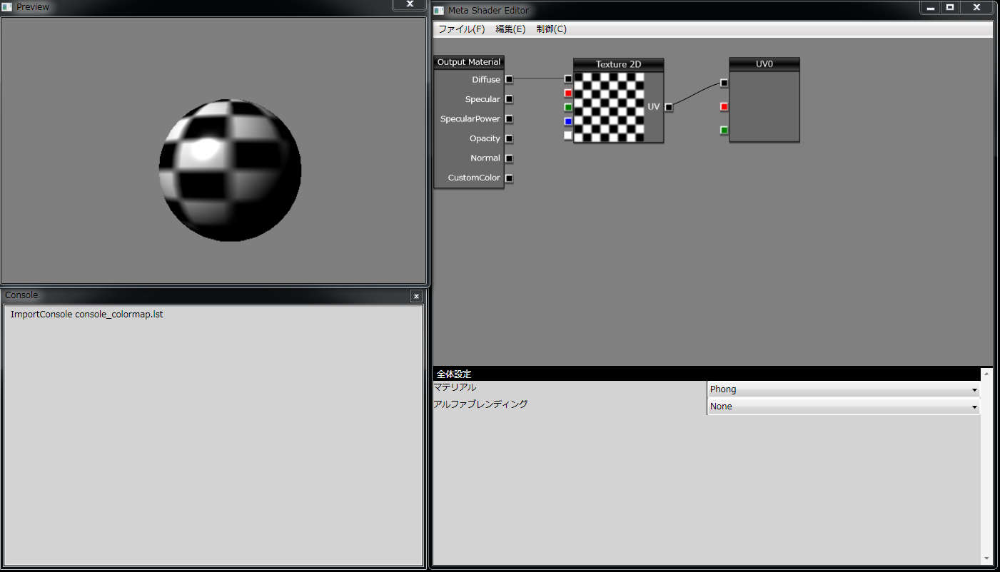 Preview
Console
ImportConsole console_colormap.lst
Meta Shader Editor
ファイル(F) 編集(E) 制御(C)
Output Material
Diffuse
Specular
SpecularPower
Opacity
Normal
CustomColor
Texture 2D
UV
UV0
全体設定
マテリアル Phong
アルファブレンディング None